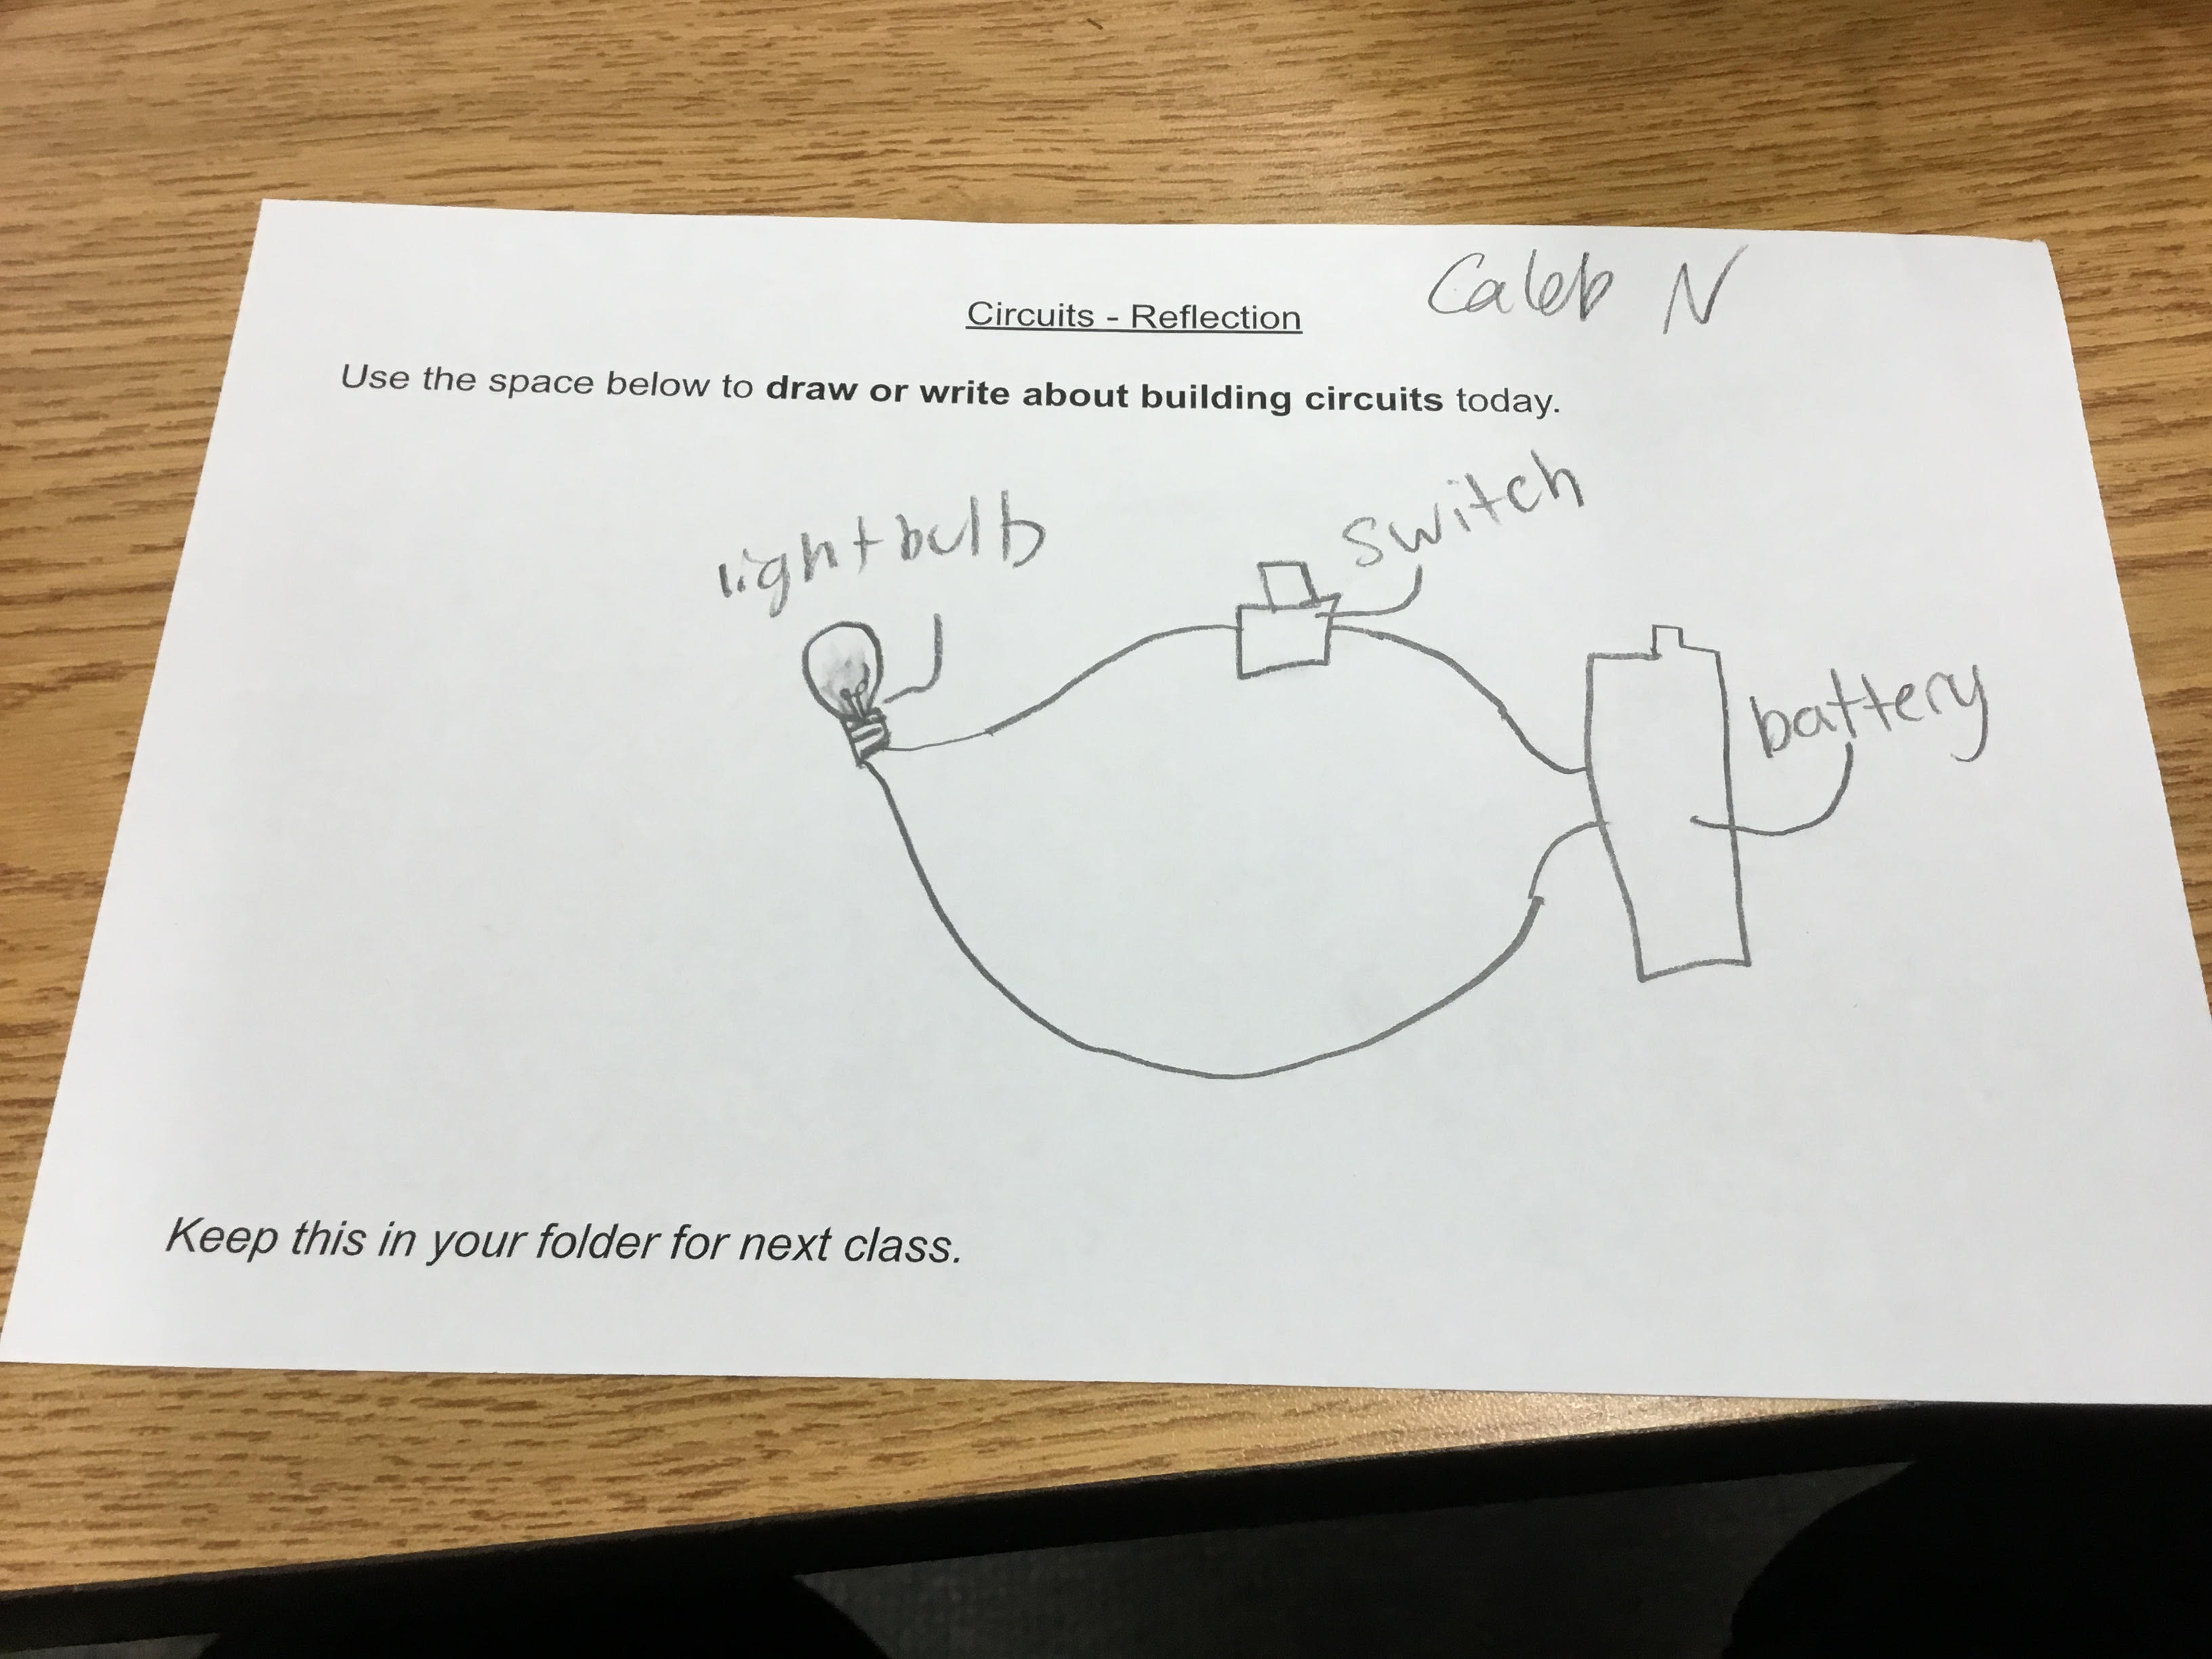 Caleb N
Circuits - Reflection
Use the space below to draw or write about building circuits today.
lightbulb
switch
battery
Keep this in your folder for next class.